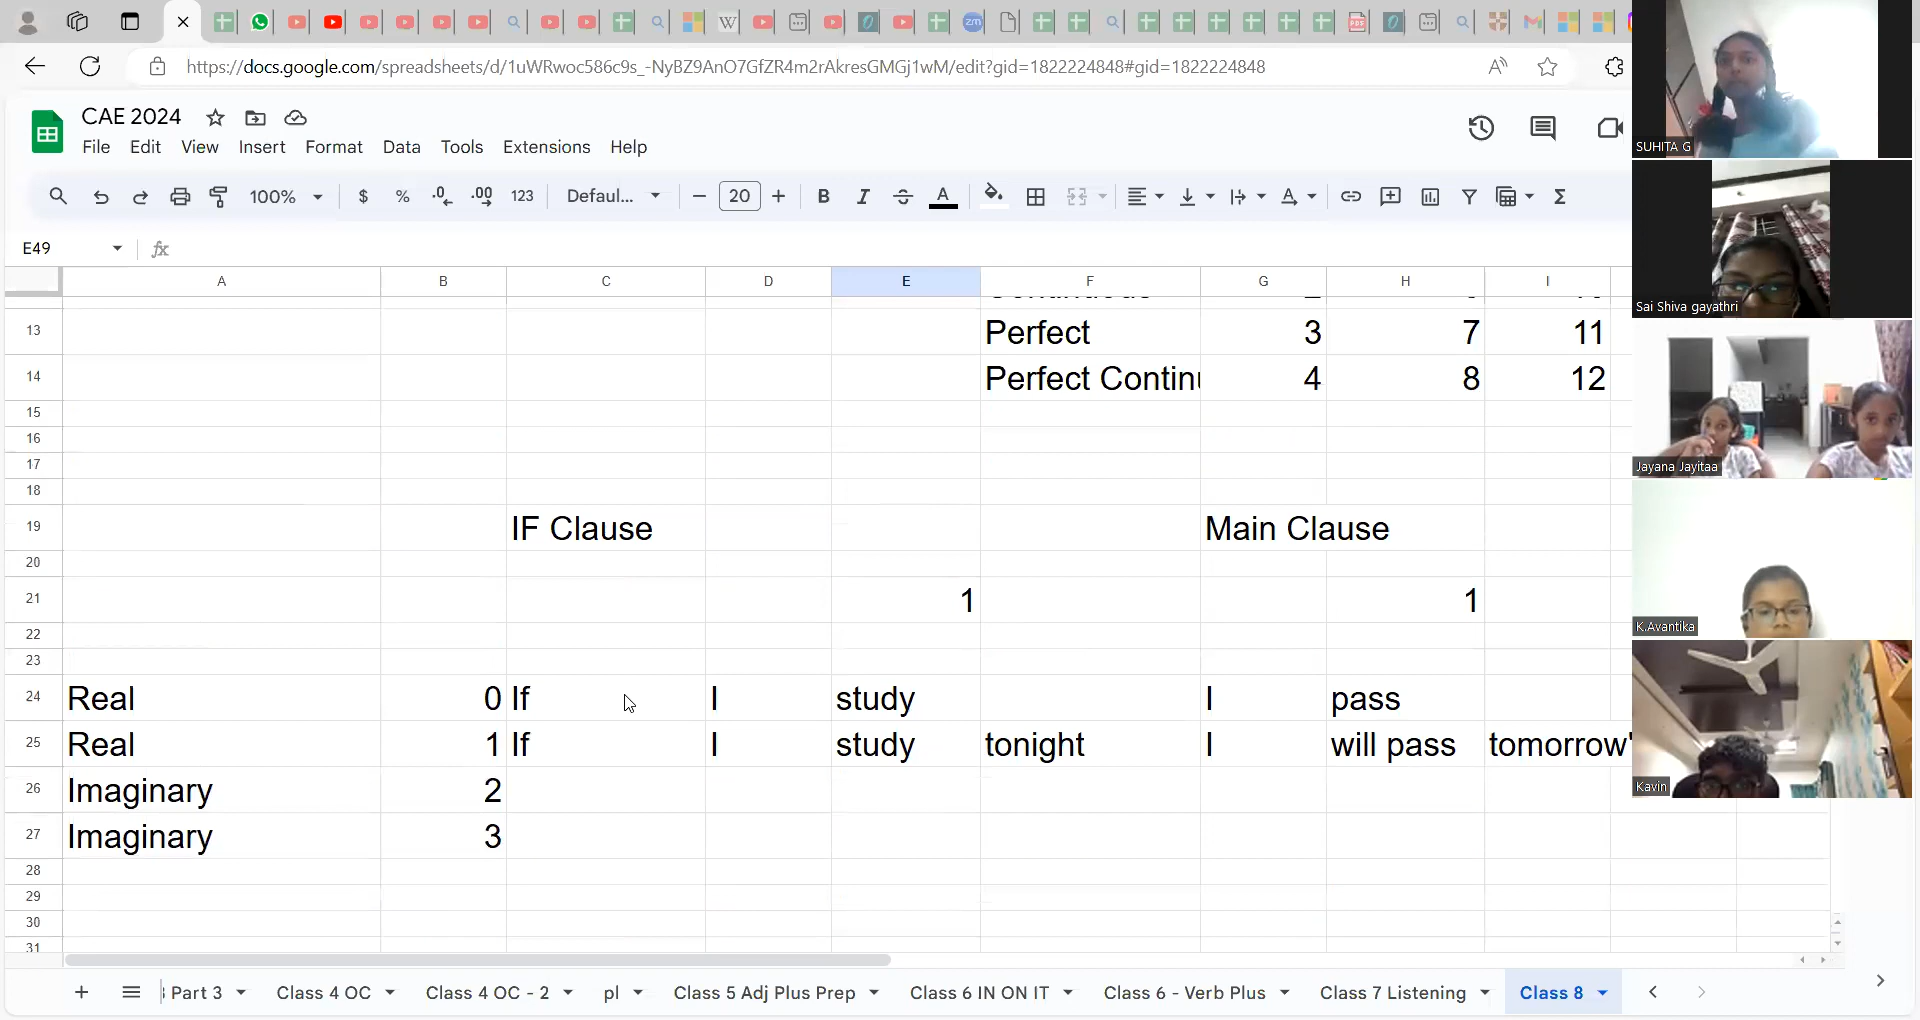 https://docs.google.com/spreadsheets/d/1uWRwoc586c9s_-NyBZ9AnO7GfZR4m2rAkresGMGj1wM/edit?gid=1822224848#gid=1822224848
CAE 2024
File Edit View Insert Format Data Tools Extensions Help
100% $ % .0 .00 123 Defaul... 20
E49
A B C D E F G H I
13 Perfect 3 7 11
14 Perfect Continu 4 8 12
15
16
17
18
19 IF Clause Main Clause
20
21 1 1
22
23
24 Real 0 If I study I pass
25 Real 1 If I study tonight I will pass tomorrow'
26 Imaginary 2
27 Imaginary 3
28
29
30
31
Part 3 Class 4 OC Class 4 OC - 2 pl Class 5 Adj Plus Prep Class 6 IN ON IT Class 6 - Verb Plus Class 7 Listening Class 8
SUHITA G
Sai Shiva gayathri
Jayana Jayitaa
K.Avantika
Kavin